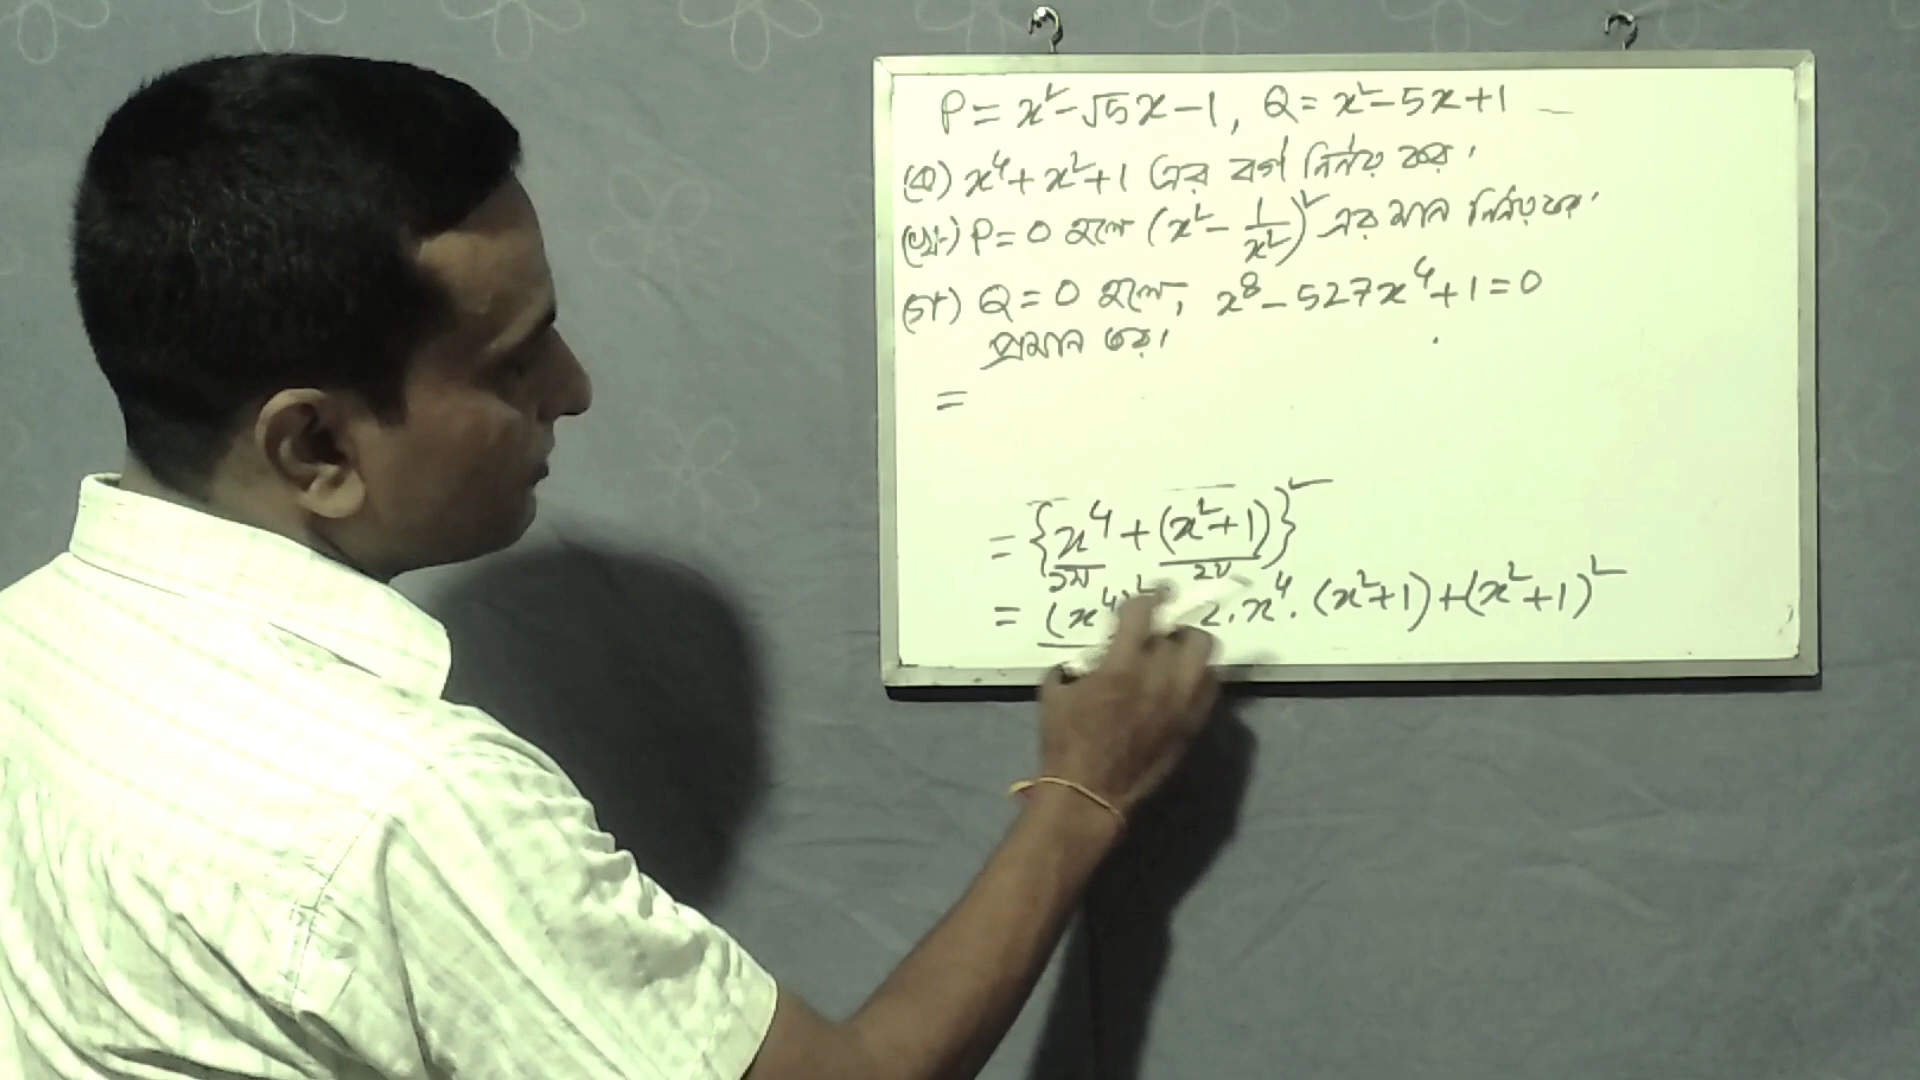 P = x² - √5x - 1, Q = x² - 5x + 1
(ক) x⁴ + x² + 1 এর বর্গ নির্ণয় কর।
(খ) P = 0 হলে (x² - 1/x²)² এর মান নির্ণয় কর।
(গ) Q = 0 হলে, x⁸ - 527x⁴ + 1 = 0
প্রমান কর।
=
= {x⁴ + (x² + 1)}²
১ম ২য়
= (x⁴)² 2.x⁴.(x² + 1) + (x² + 1)²